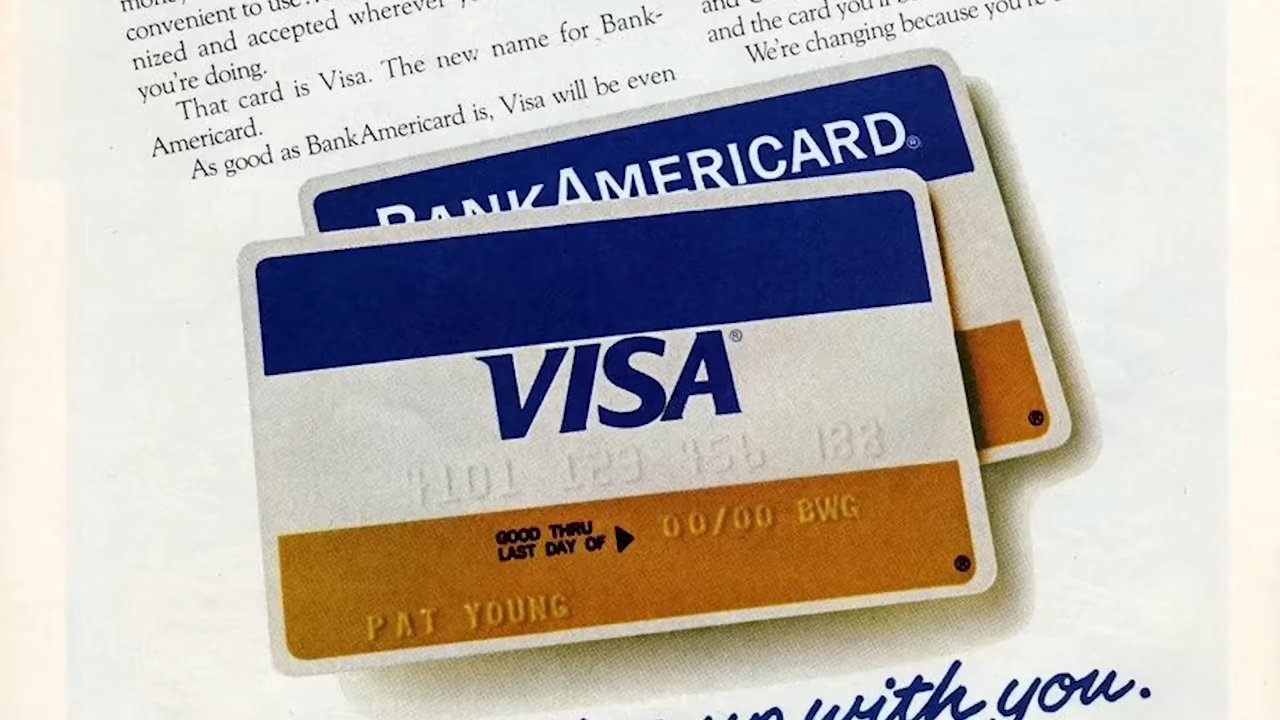 convenient to use.
nized and accepted wherever
you're doing.
That card is Visa. The new name for Bank-
Americard.
As good as BankAmericard is, Visa will be even
and the card you'll
We're changing because you're
BANKAMERICARD®
VISA®
4101 123 456 188
GOOD THRU
LAST DAY OF ▶ 00/00 BWG
®
®
PAT YOUNG
with you.